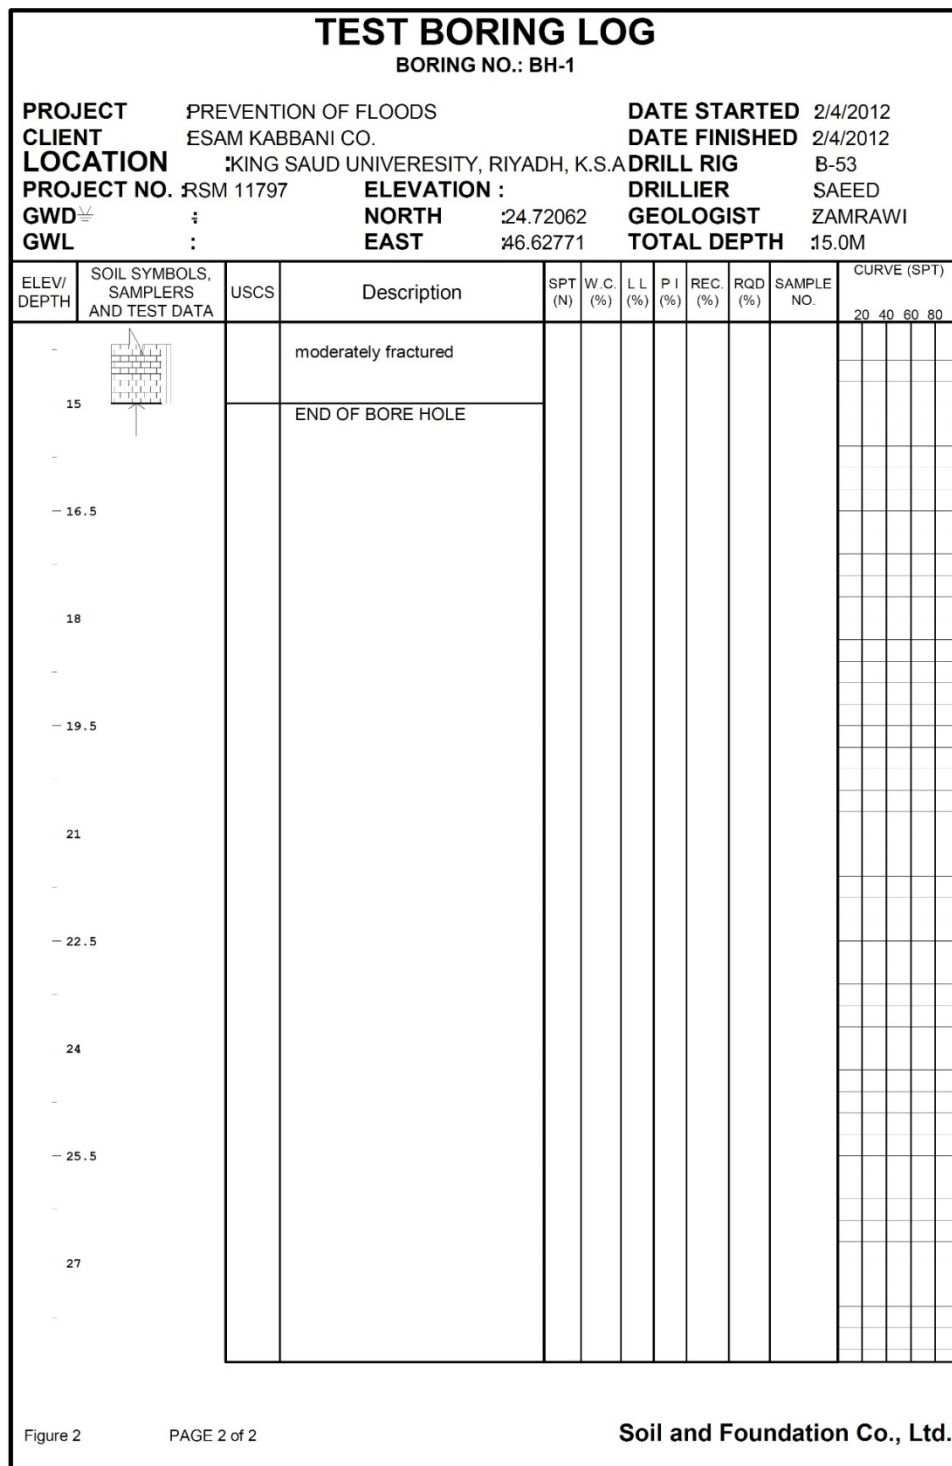 TEST BORING LOG
BORING NO.: BH-1
PROJECT :PREVENTION OF FLOODS DATE STARTED :2/4/2012
CLIENT :ESAM KABBANI CO. DATE FINISHED :2/4/2012
LOCATION :KING SAUD UNIVERESITY, RIYADH, K.S.A DRILL RIG :B-53
PROJECT NO. :RSM 11797 ELEVATION : DRILLIER :SAEED
GWD : NORTH :24.72062 GEOLOGIST :ZAMRAWI
GWL : EAST :46.62771 TOTAL DEPTH :15.0M
ELEV/ DEPTH SOIL SYMBOLS, SAMPLERS AND TEST DATA USCS Description SPT (N) W.C. (%) L L (%) P I (%) REC. (%) RQD (%) SAMPLE NO. CURVE (SPT)
20 40 60 80
moderately fractured
15
END OF BORE HOLE
16.5
18
19.5
21
22.5
24
25.5
27
Figure 2 PAGE 2 of 2 Soil and Foundation Co., Ltd.